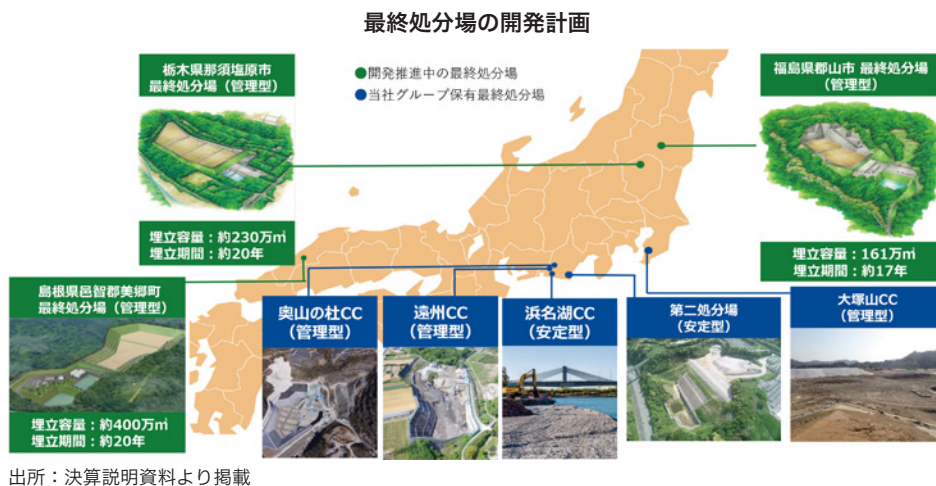 最終処分場の開発計画
栃木県那須塩原市
最終処分場(管理型)
●開発推進中の最終処分場
●当社グループ保有最終処分場
福島県郡山市 最終処分場
(管理型)
埋立容量:約230万㎥
埋立期間:約20年
埋立容量:161万㎥
埋立期間:約17年
島根県邑智郡美郷町
最終処分場(管理型)
埋立容量:約400万㎥
埋立期間:約20年
奥山の杜CC
(管理型)
遠州CC
(管理型)
浜名湖CC
(安定型)
第二処分場
(安定型)
大塚山CC
(管理型)
出所:決算説明資料より掲載